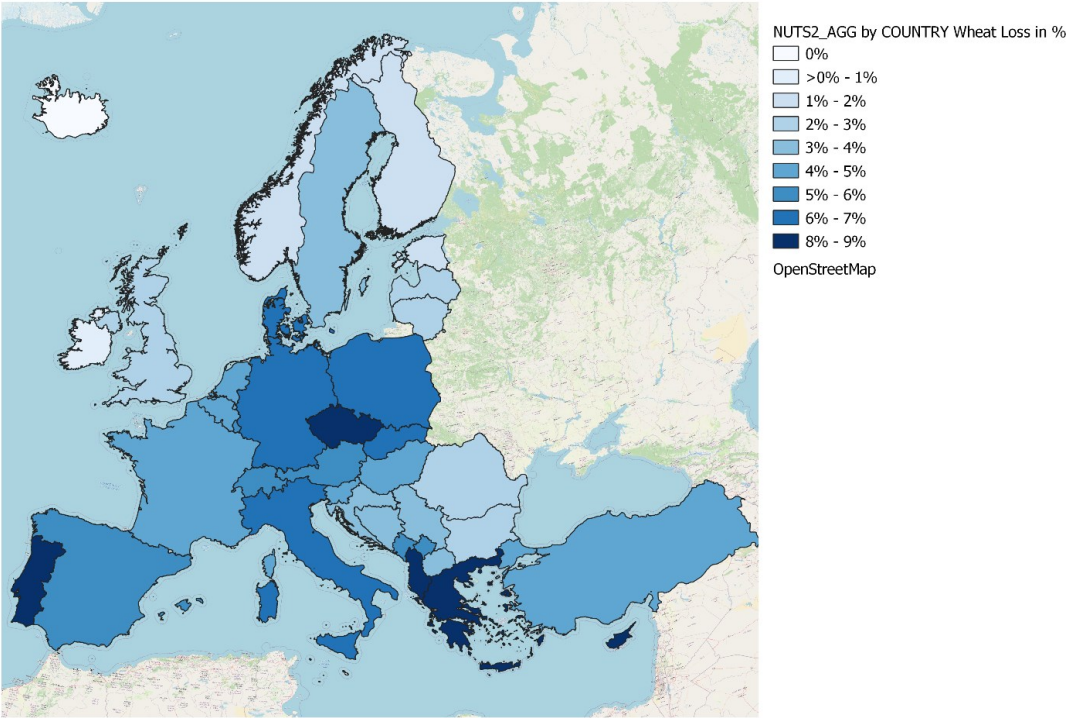 NUTS2_AGG by COUNTRY Wheat Loss in %
0%
>0% - 1%
1% - 2%
2% - 3%
3% - 4%
4% - 5%
5% - 6%
6% - 7%
8% - 9%
OpenStreetMap